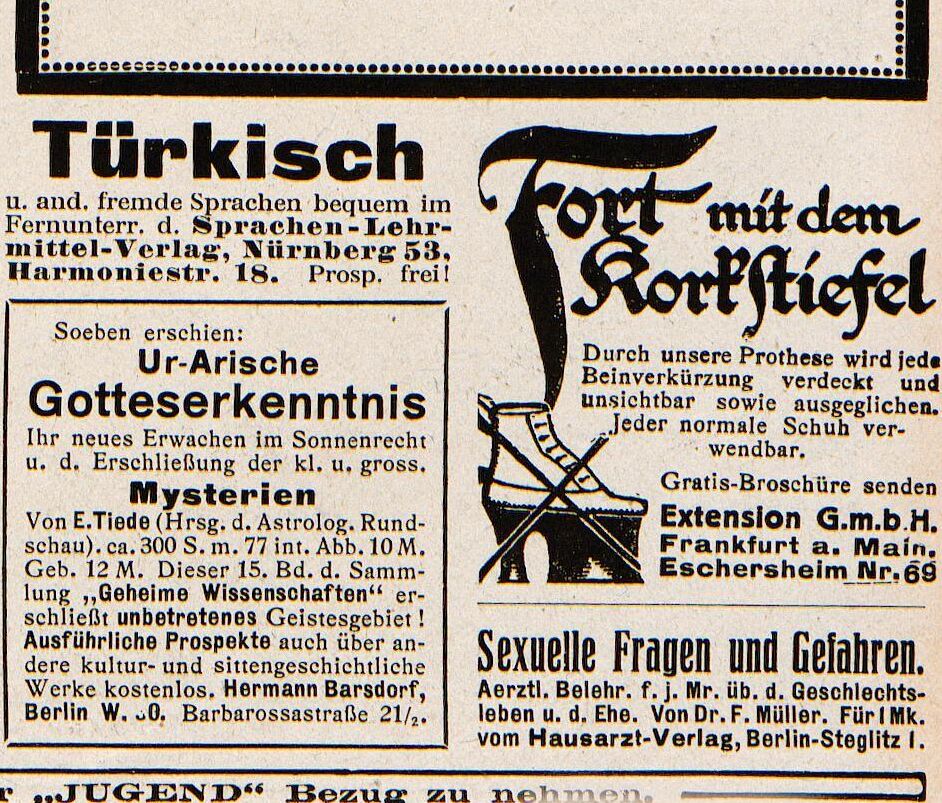 Türkisch
u. and. fremde Sprachen bequem im
Fernunterr. d. Sprachen-Lehr-
mittel-Verlag, Nürnberg 53,
Harmoniestr. 18. Prosp. frei!
Soeben erschien:
Ur-Arische
Gotteserkenntnis
Ihr neues Erwachen im Sonnenrecht
u. d. Erschließung der kl. u. gross.
Mysterien
Von E. Tiede (Hrsg. d. Astrolog. Rund-
schau). ca. 300 S. m. 77 int. Abb. 10 M.
Geb. 12 M. Dieser 15. Bd. d. Samm-
lung „Geheime Wissenschaften“ er-
schließt unbetretenes Geistesgebiet!
Ausführliche Prospekte auch über an-
dere kultur- und sittengeschichtliche
Werke kostenlos. Hermann Barsdorf,
Berlin W. Barbarossastraße 21/2.
Fort mit dem
Korkstiefel
Durch unsere Prothese wird jede
Beinverkürzung verdeckt und
unsichtbar sowie ausgeglichen.
Jeder normale Schuh ver-
wendbar.
Gratis-Broschüre senden
Extension G.m.b.H.
Frankfurt a. Main,
Eschersheim Nr. 69
Sexuelle Fragen und Gefahren.
Aerztl. Belehr. f. j. Mr. üb. d. Geschlechts-
leben u. d. Ehe. Von Dr. F. Müller. Für 1 Mk.
vom Hausarzt-Verlag, Berlin-Steglitz I.
„JUGEND“ Bezug zu nehmen.